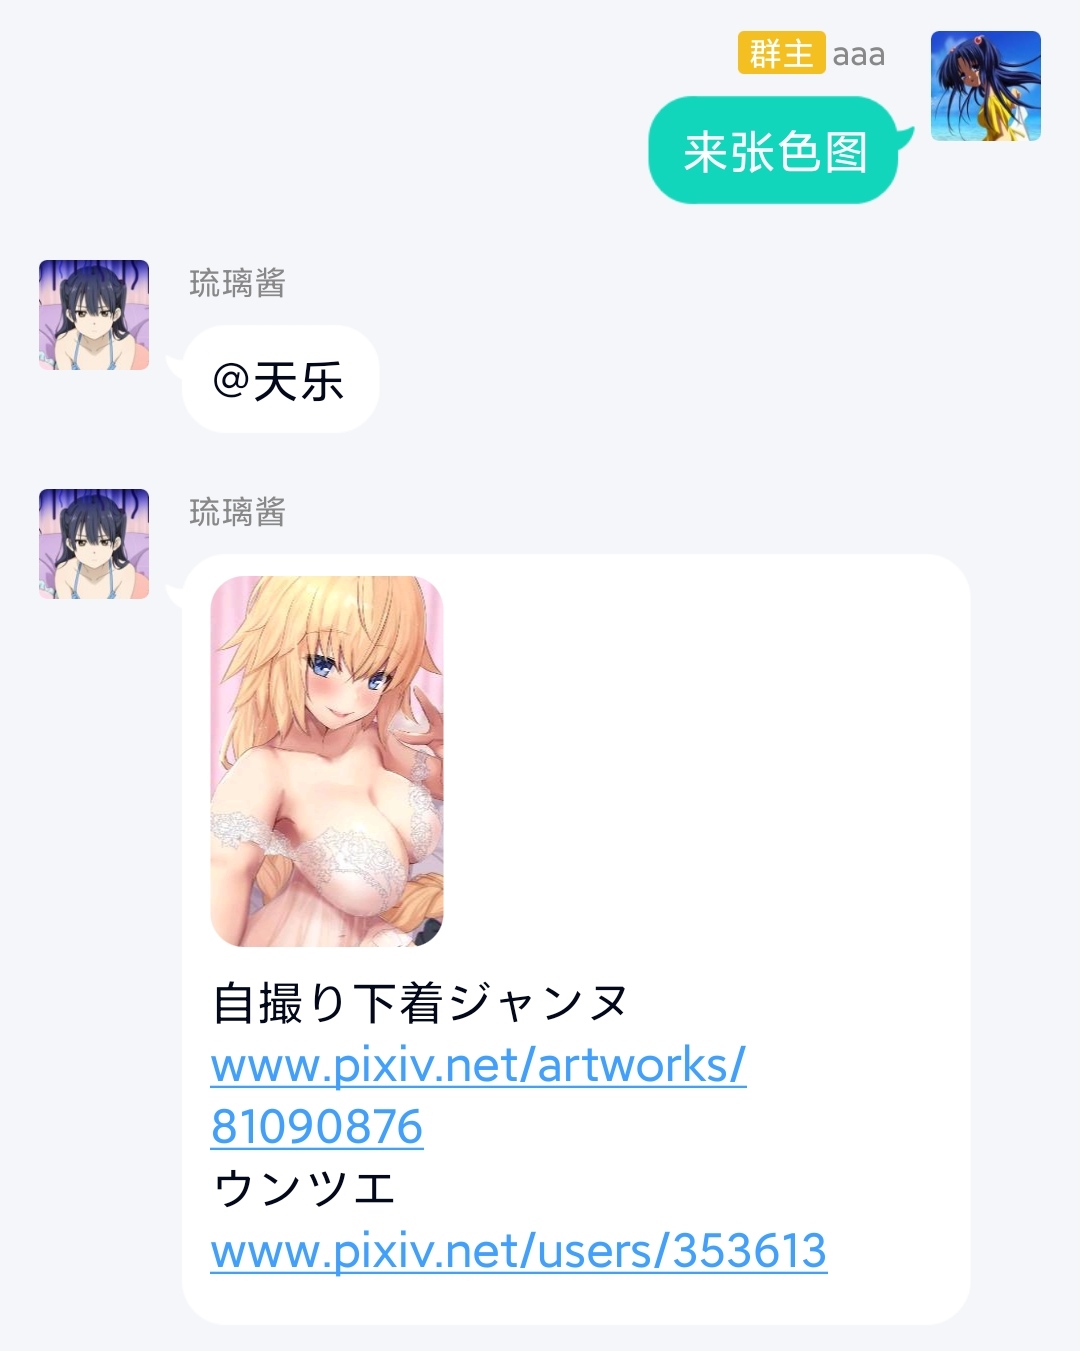 群主 aaa
来张色图
琉璃酱
@天乐
琉璃酱
自撮り下着ジャンヌ
www.pixiv.net/artworks/
81090876
ウンツエ
www.pixiv.net/users/353613